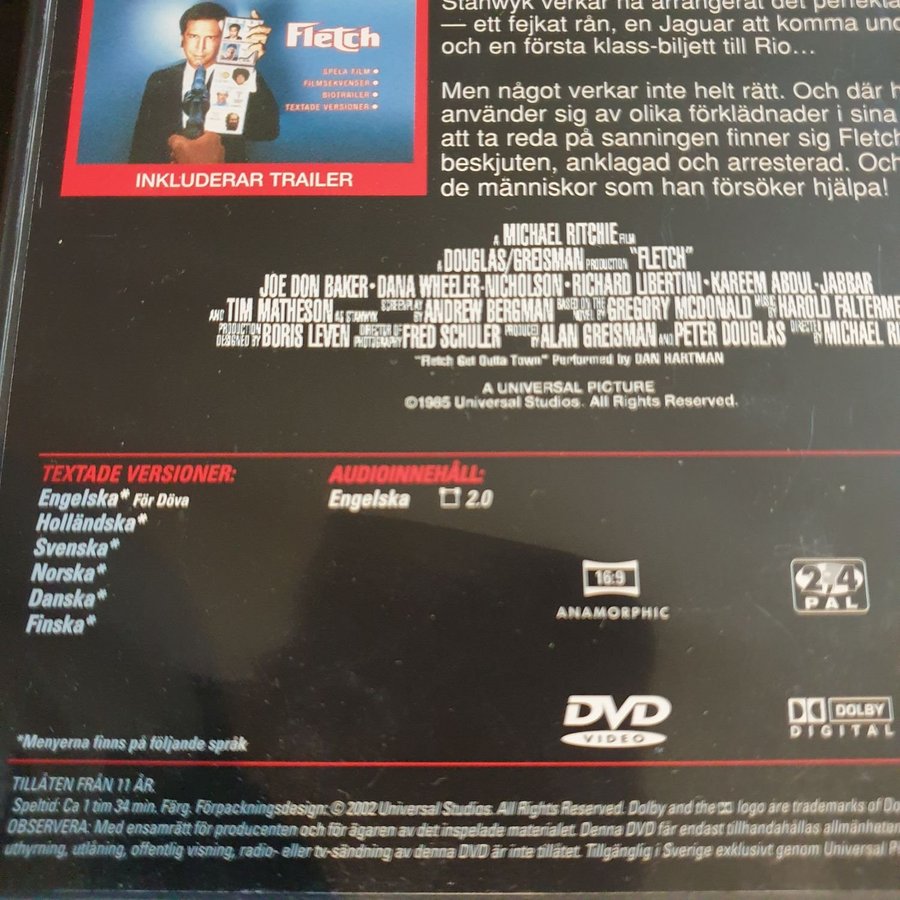 Stanwyk verkar ha arrangerat det
— ett fejkat rån, en Jaguar att komma
och en första klass-biljett till Rio...
Fletch
SPELA FILM
FILMSEKVENSER
BIOTRAILER
TEXTADE VERSIONER
INKLUDERAR TRAILER
Men något verkar inte helt rätt. Och där
använder sig av olika förklädnader i sina
att ta reda på sanningen finner sig Fletch
beskjuten, anklagad och arresterad. Och
de människor som han försöker hjälpa!
A MICHAEL RITCHIE FILM
A DOUGLAS/GREISMAN PRODUCTION "FLETCH"
JOE DON BAKER • DANA WHEELER-NICHOLSON • RICHARD LIBERTINI • KAREEM ABDUL-JABBAR
AND TIM MATHESON AS STANWYK SCREENPLAY BY ANDREW BERGMAN BASED ON THE NOVEL BY GREGORY MCDONALD MUSIC BY HAROLD FALTERME
PRODUCTION DESIGNED BY BORIS LEVEN DIRECTOR OF PHOTOGRAPHY FRED SCHULER PRODUCED BY ALAN GREISMAN AND PETER DOUGLAS DIRECTED BY MICHAEL
"Fletch Get Outta Town" Performed by DAN HARTMAN
A UNIVERSAL PICTURE
©1985 Universal Studios. All Rights Reserved.
TEXTADE VERSIONER:
Engelska* För Döva
Holländska*
Svenska*
Norska*
Danska*
Finska*
AUDIOINNEHÅLL:
Engelska 2.0
16:9
ANAMORPHIC
2,4
PAL
DVD
VIDEO
DOLBY
DIGITAL
*Menyerna finns på följande språk
TILLÅTEN FRÅN 11 ÅR.
Speltid: Ca 1 tim 34 min. Färg. Förpackningsdesign: © 2002 Universal Studios. All Rights Reserved. Dolby and the logo are trademarks of Do
OBSERVERA: Med ensamrätt för producenten och för ägaren av det inspelade materialet. Denna DVD får endast tillhandahållas allmänheten
uthyrning, utlåning, offentlig visning, radio- eller tv-sändning av denna DVD är inte tillåtet. Tillgänglig i Sverige exklusivt genom Universal